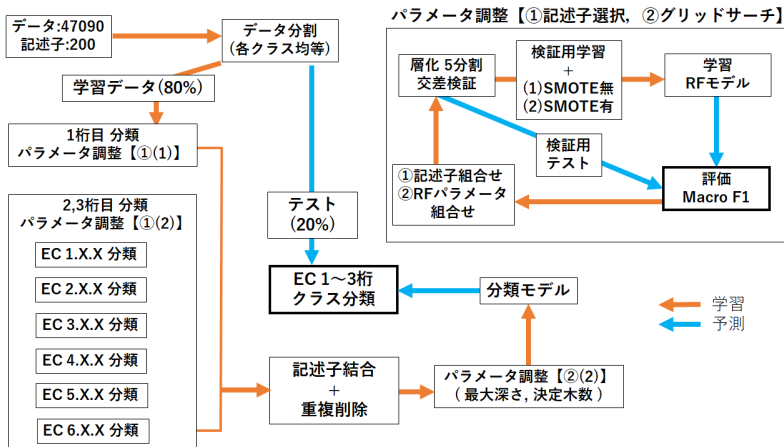 データ:47090
記述子:200
データ分割
(各クラス均等)
学習データ(80%)
1桁目 分類
パラメータ調整【①(1)】
2,3桁目 分類
パラメータ調整【①(2)】
EC 1.X.X 分類
EC 2.X.X 分類
EC 3.X.X 分類
EC 4.X.X 分類
EC 5.X.X 分類
EC 6.X.X 分類
テスト
(20%)
EC 1～3桁
クラス分類
分類モデル
記述子結合
+
重複削除
パラメータ調整【②(2)】
( 最大深さ, 決定木数 )
パラメータ調整【①記述子選択, ②グリッドサーチ】
層化 5分割
交差検証
検証用学習
+
(1)SMOTE無
(2)SMOTE有
学習
RFモデル
検証用
テスト
①記述子組合せ
②RFパラメータ
組合せ
評価
Macro F1
学習
予測